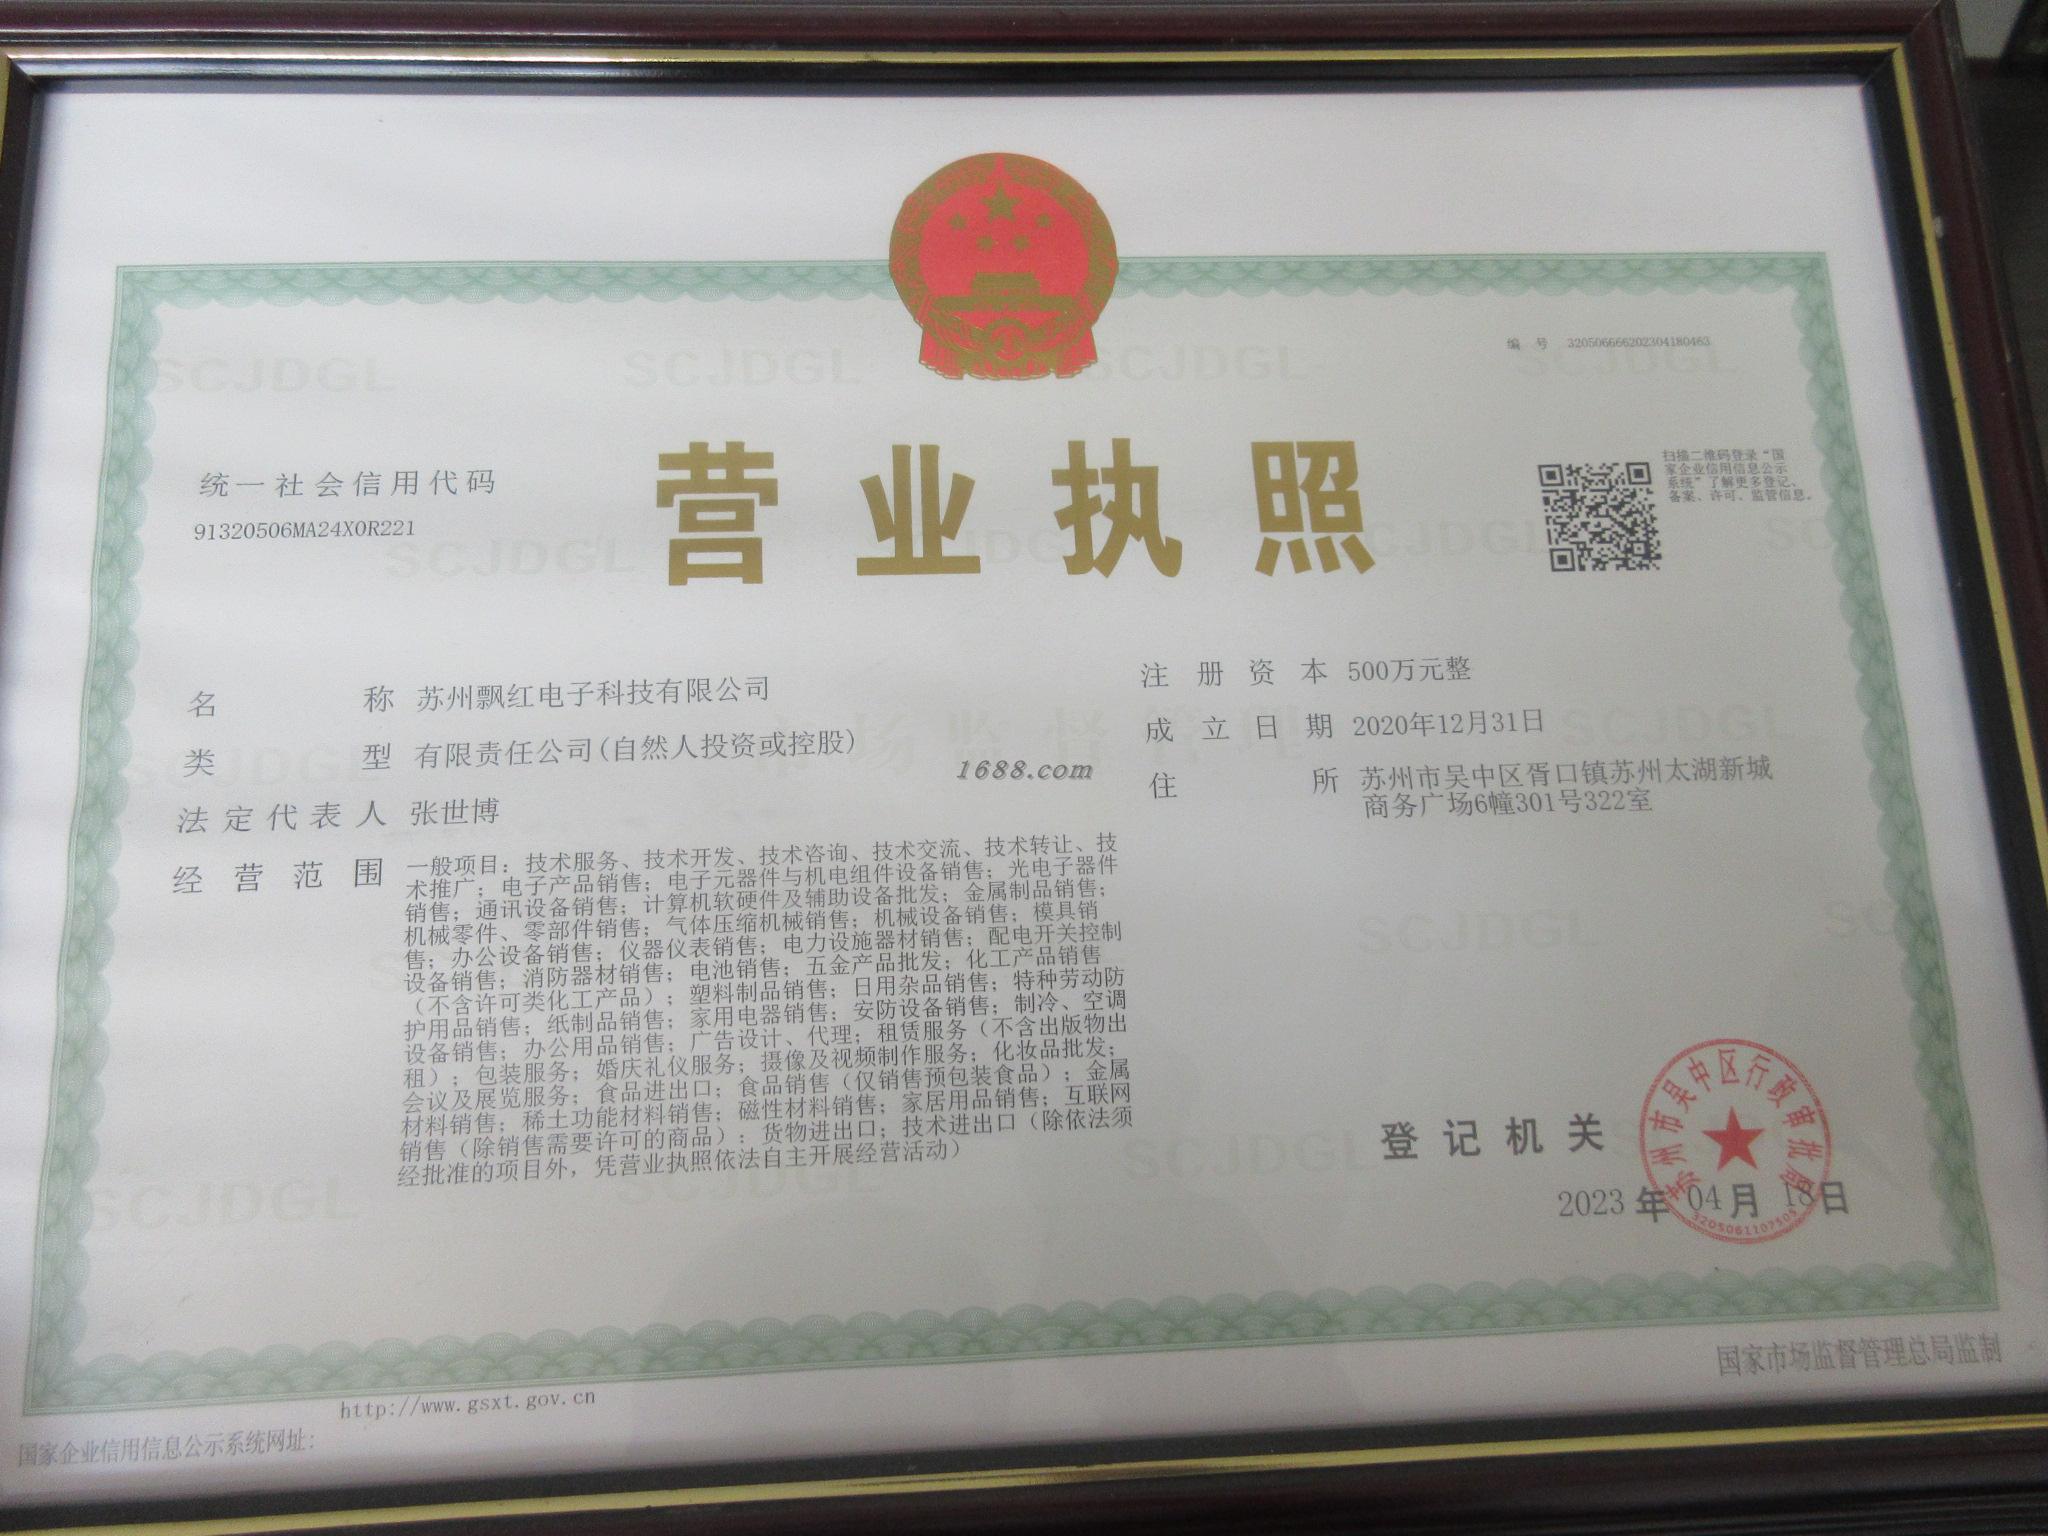 编 号 320506666202304180463
统一社会信用代码
91320506MA24X0R221
营业执照
扫描二维码登录“国
家企业信用信息公示
系统”了解更多登记、
备案、许可、监管信息。
名 称 苏州飘红电子科技有限公司
类 型 有限责任公司(自然人投资或控股)
法定代表人 张世博
经营范围 一般项目：技术服务、技术开发、技术咨询、技术交流、技术转让、技
术推广；电子产品销售；电子元器件与机电组件设备销售；光电子器件
销售；通讯设备销售；计算机软硬件及辅助设备批发；金属制品销售；
机械零件、零部件销售；气体压缩机械销售；机械设备销售；模具销
售；办公设备销售；仪器仪表销售；电力设施器材销售；配电开关控制
设备销售；消防器材销售；电池销售；五金产品批发；化工产品销售
（不含许可类化工产品）；塑料制品销售；日用杂品销售；特种劳动防
护用品销售；纸制品销售；家用电器销售；安防设备销售；制冷、空调
设备销售；办公用品销售；广告设计、代理；租赁服务（不含出版物出
租）；包装服务；婚庆礼仪服务；摄像及视频制作服务；化妆品批发；
会议及展览服务；食品进出口；食品销售（仅销售预包装食品）；金属
材料销售；稀土功能材料销售；磁性材料销售；家居用品销售；互联网
销售（除销售需要许可的商品）；货物进出口；技术进出口（除依法须
经批准的项目外，凭营业执照依法自主开展经营活动）
注册资本 500万元整
成立日期 2020年12月31日
住 所 苏州市吴中区胥口镇苏州太湖新城
商务广场6幢301号322室
1688.com
登记机关
苏州市吴中区行政审批局
3205061107505
2023 年 04 月 18 日
http://www.gsxt.gov.cn
国家企业信用信息公示系统网址:
国家市场监督管理总局监制
SCJDGL
市场监督管理